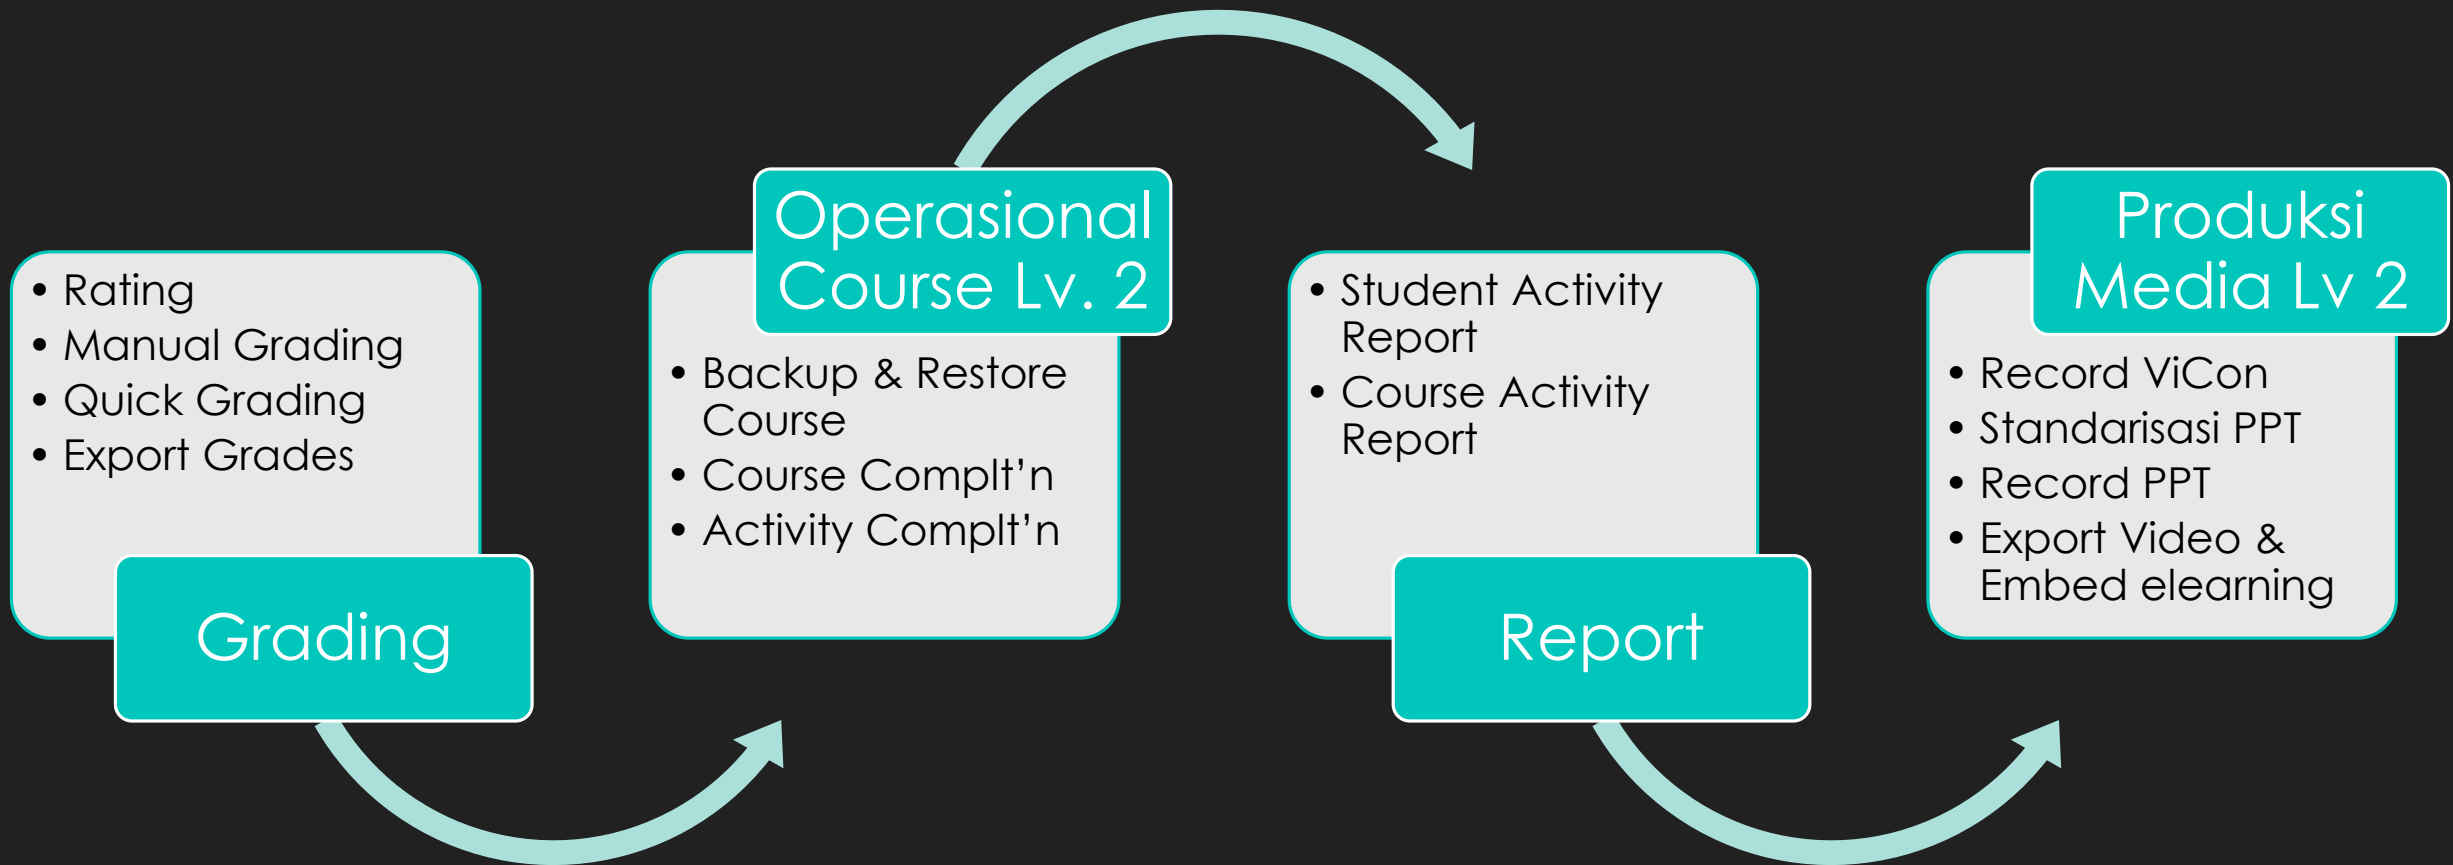 • Rating
• Manual Grading
• Quick Grading
• Export Grades
Grading
Operasional
Course Lv. 2
• Backup & Restore
Course
• Course Complt’n
• Activity Complt’n
• Student Activity
Report
• Course Activity
Report
Report
Produksi
Media Lv 2
• Record ViCon
• Standarisasi PPT
• Record PPT
• Export Video &
Embed elearning